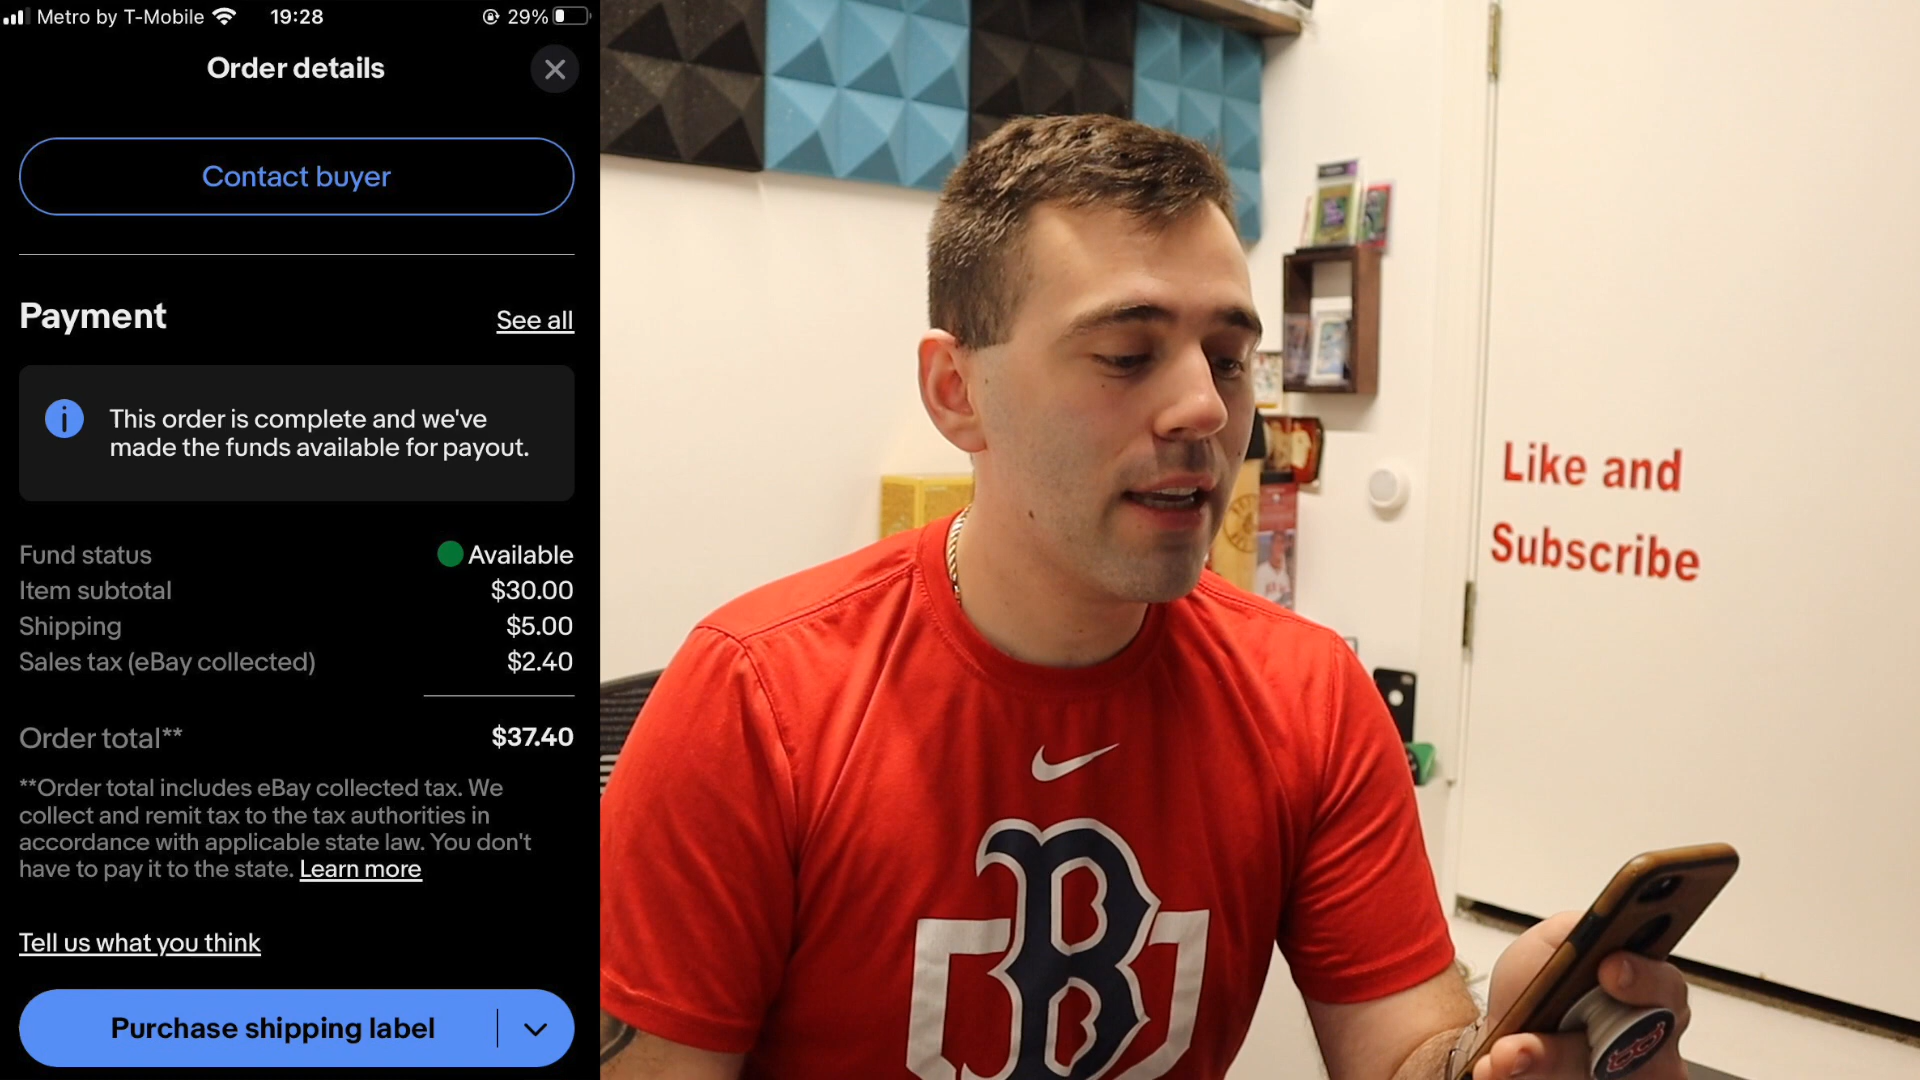 Metro by T-Mobile 19:28 29%
Order details
Contact buyer
Payment
See all
This order is complete and we've
made the funds available for payout.
Fund status Available
Item subtotal $30.00
Shipping $5.00
Sales tax (eBay collected) $2.40
Order total** $37.40
**Order total includes eBay collected tax. We
collect and remit tax to the tax authorities in
accordance with applicable state law. You don't
have to pay it to the state. Learn more
Tell us what you think
Purchase shipping label
Like and
Subscribe
B